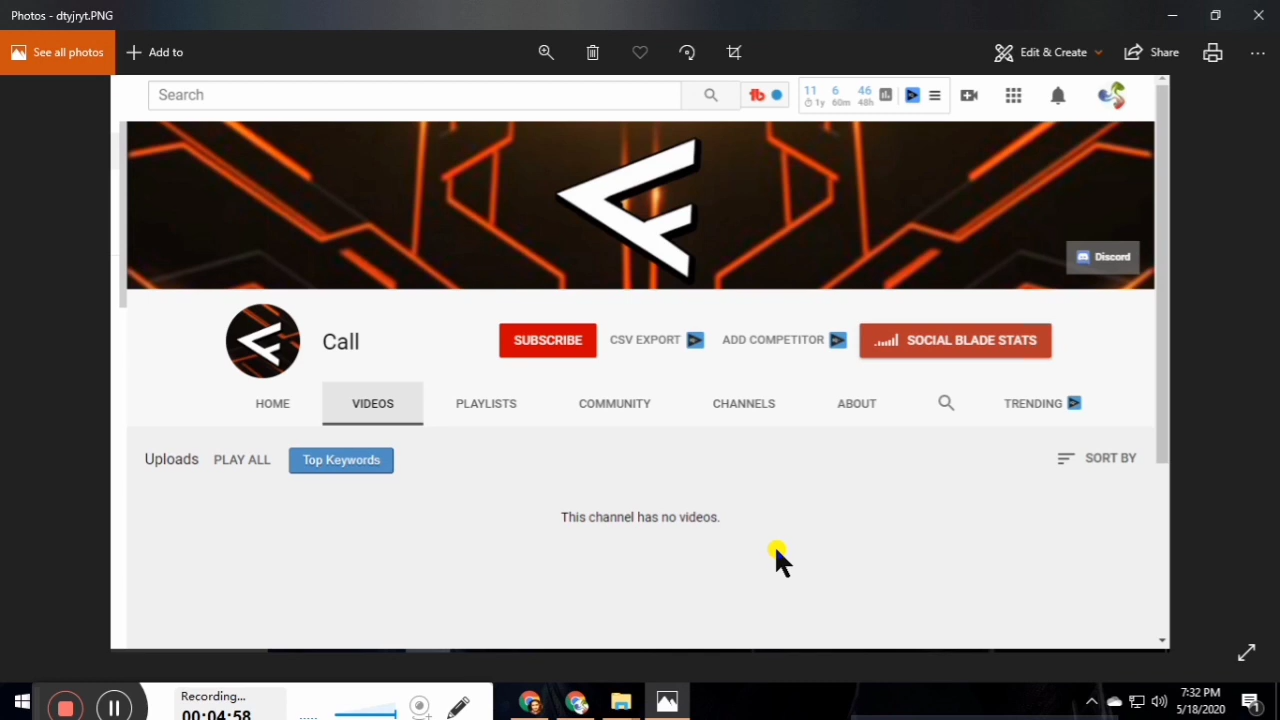 Photos - dtyjryt.PNG
See all photos
Add to
Edit & Create
Share
Search
11 6 46
1y 60m 48h
Discord
Call
SUBSCRIBE
CSV EXPORT
ADD COMPETITOR
SOCIAL BLADE STATS
HOME
VIDEOS
PLAYLISTS
COMMUNITY
CHANNELS
ABOUT
TRENDING
Uploads
PLAY ALL
Top Keywords
SORT BY
This channel has no videos.
Recording...
00:04:58
7:32 PM
5/18/2020
1